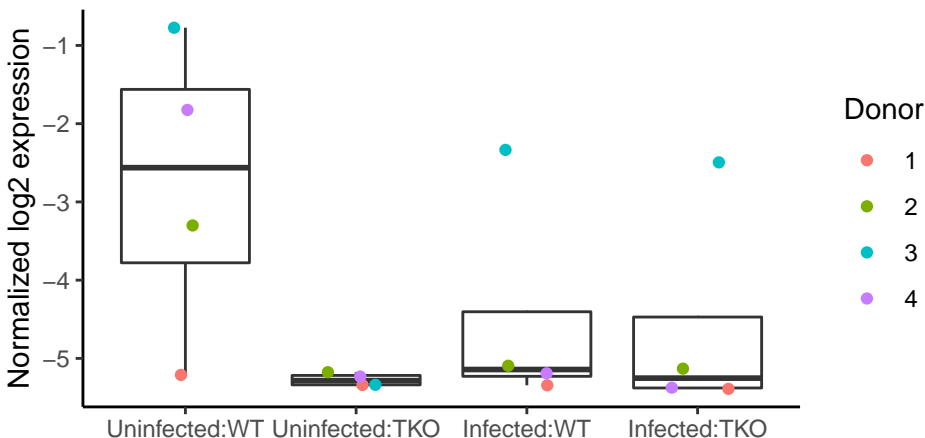 Normalized log2 expression
−1
−2
−3
−4
−5
Uninfected:WT
Uninfected:TKO
Infected:WT
Infected:TKO
Donor
1
2
3
4